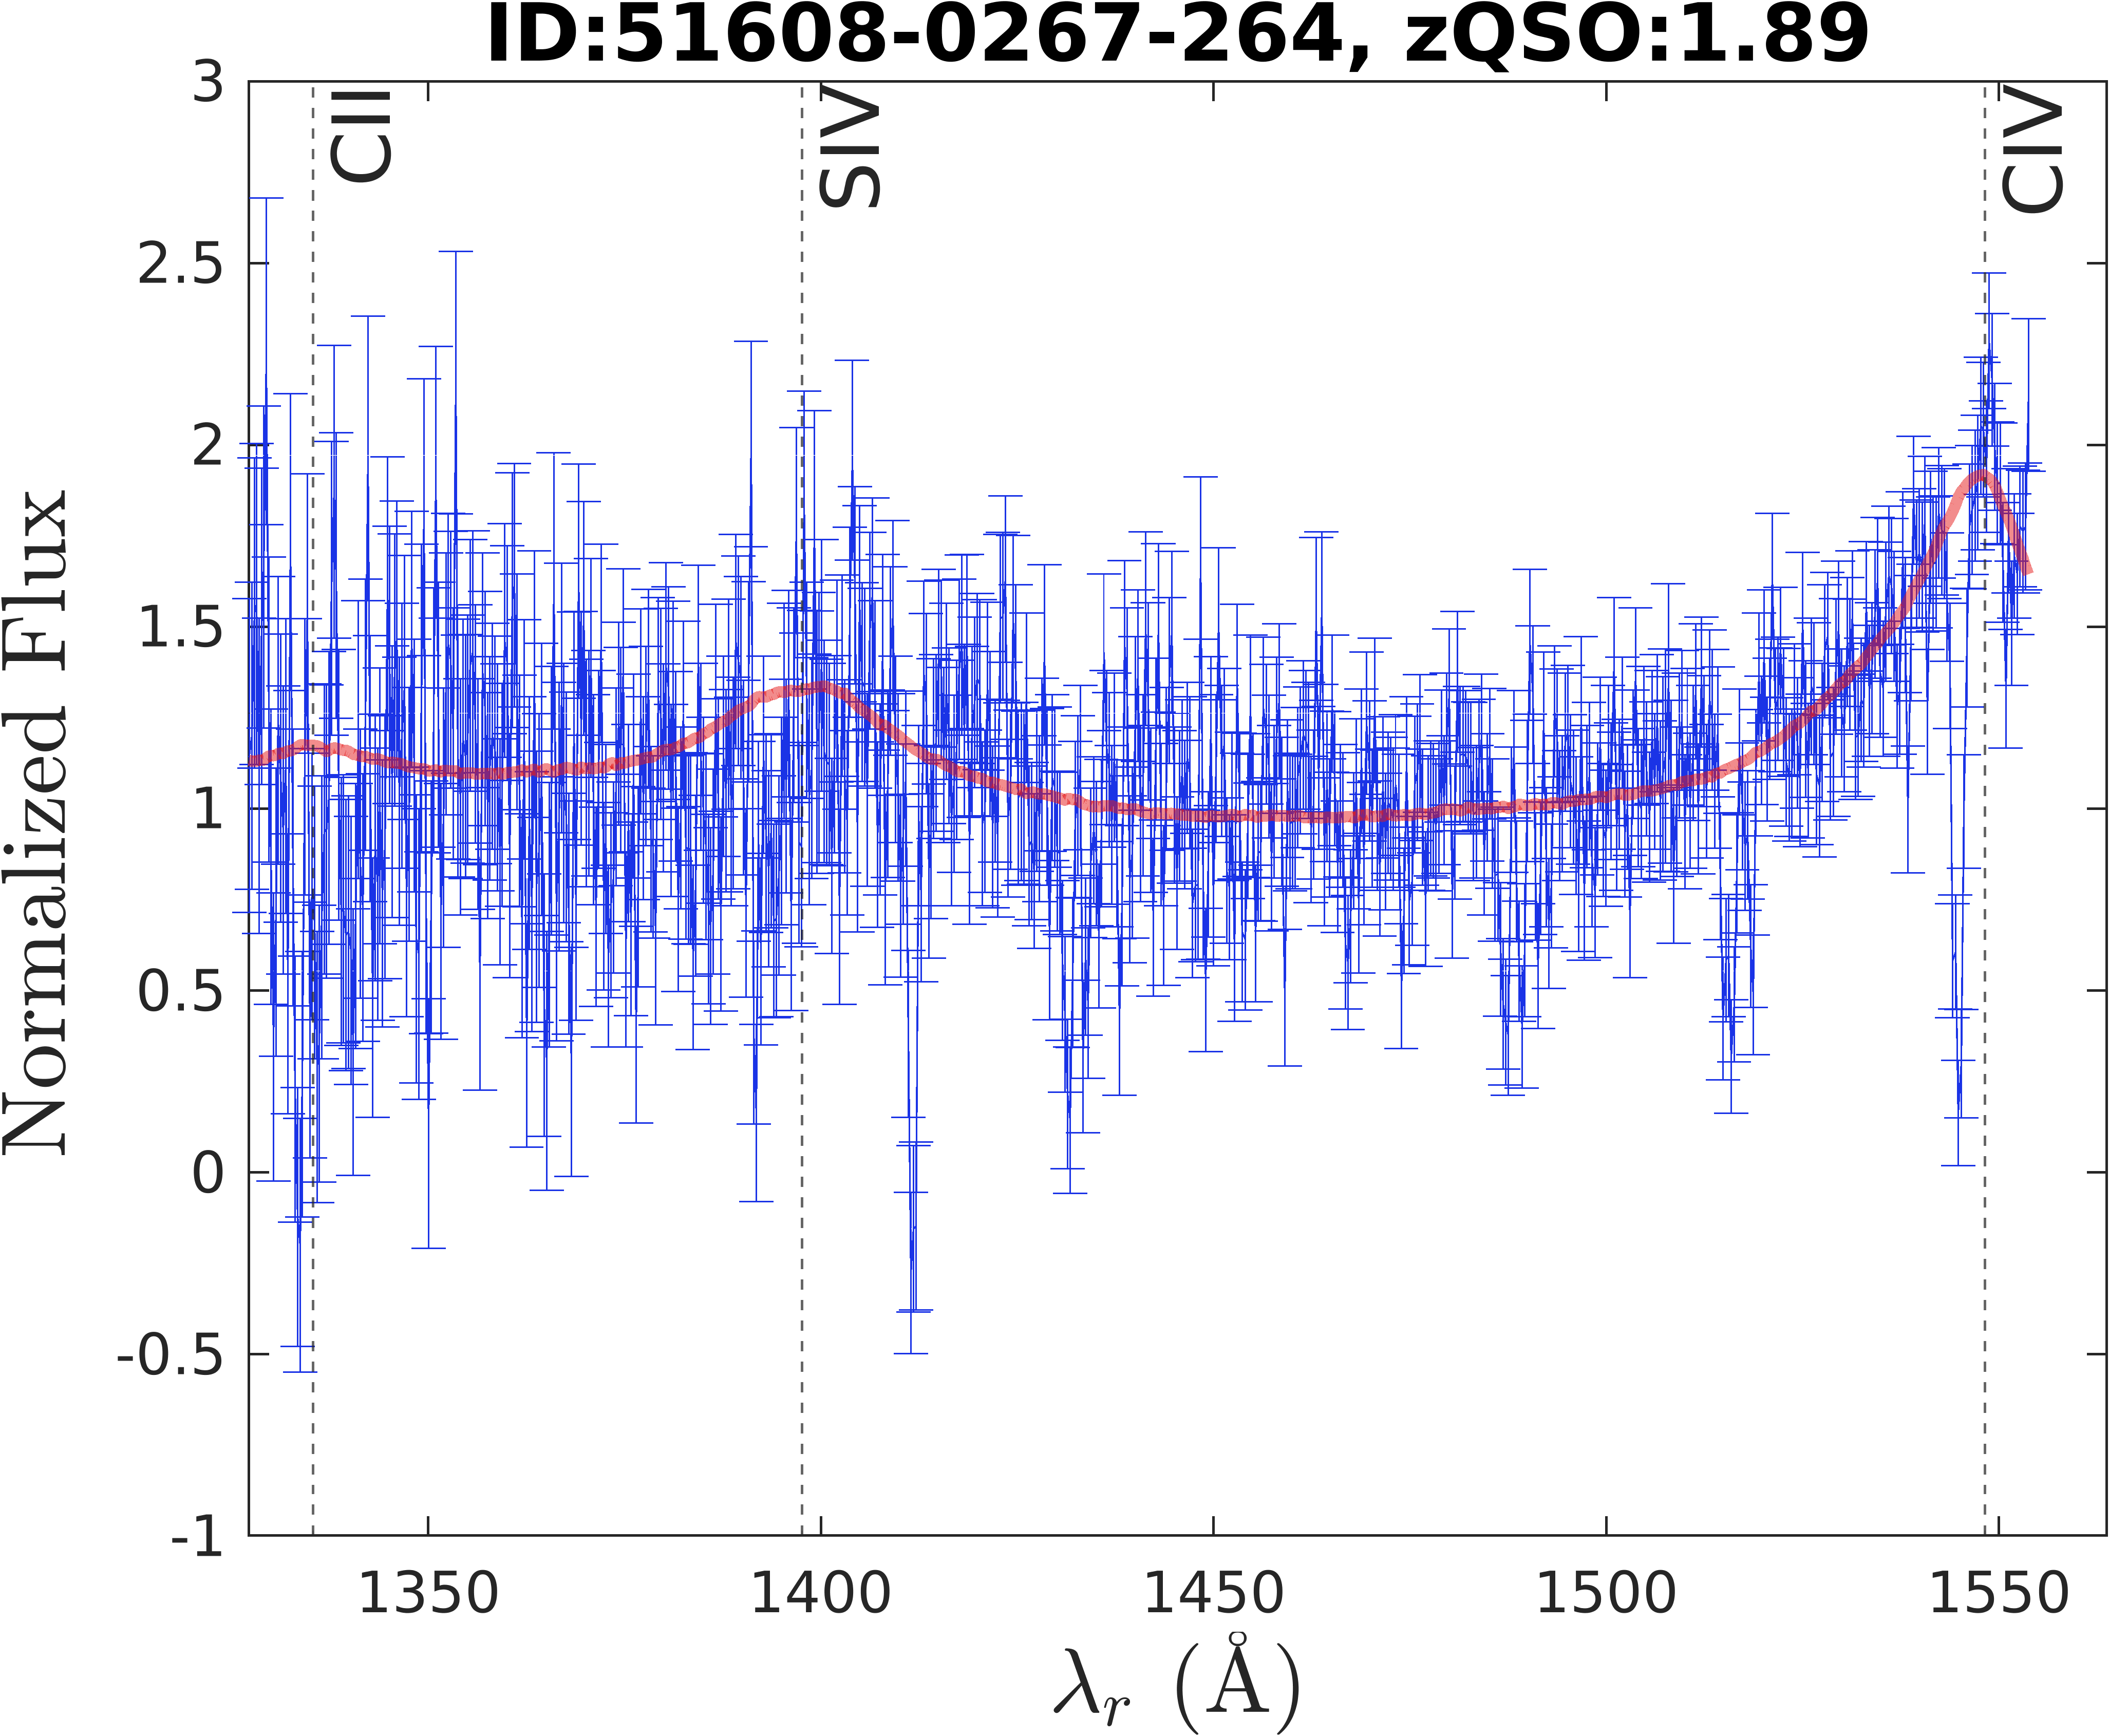 ID:51608-0267-264, zQSO:1.89
3
2.5
2
1.5
1
0.5
0
-0.5
-1
Normalized Flux
CII
SIV
CIV
1350
1400
1450
1500
1550
λr (Å)